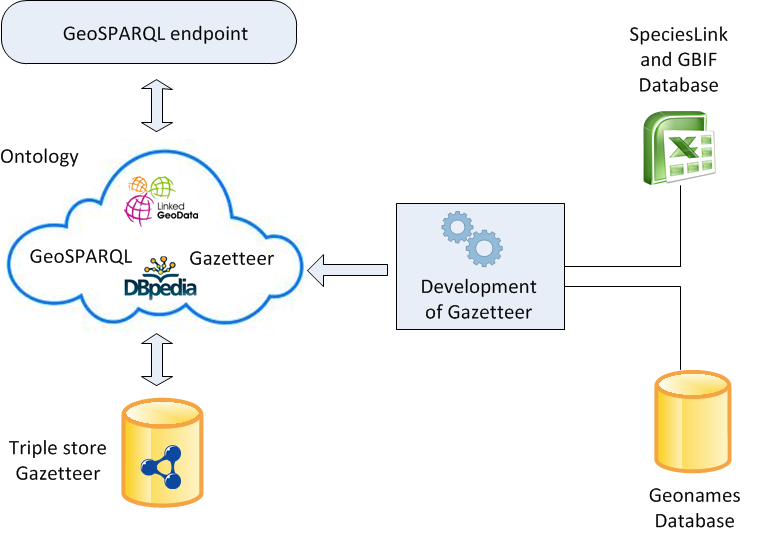 GeoSPARQL endpoint
SpeciesLink
and GBIF
Database
Ontology
Linked
GeoData
GeoSPARQL
Gazetteer
DBpedia
Development
of Gazetteer
Triple store
Gazetteer
Geonames
Database